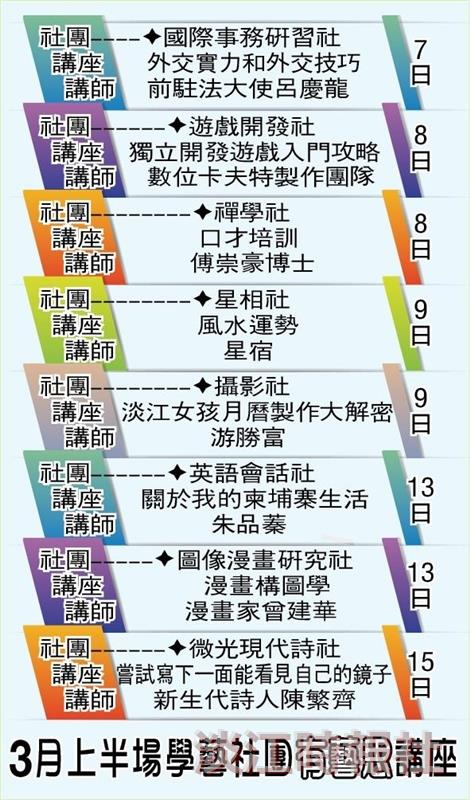 社團-------✦國際事務研習社
講座 外交實力和外交技巧
講師 前駐法大使呂慶龍
7日
社團-------✦遊戲開發社
講座 獨立開發遊戲入門攻略
講師 數位卡夫特製作團隊
8日
社團---------✦禪學社
講座 口才培訓
講師 傅崇豪博士
8日
社團---------✦星相社
講座 風水運勢
講師 星宿
9日
社團---------✦攝影社
講座 淡江女孩月曆製作大解密
講師 游勝富
9日
社團-------✦英語會話社
講座 關於我的柬埔寨生活
講師 朱品蓁
13日
社團------✦圖像漫畫研究社
講座 漫畫構圖學
講師 漫畫家曾建華
13日
社團-------✦微光現代詩社
講座 嘗試寫下一面能看見自己的鏡子
講師 新生代詩人陳繁齊
15日
3月上半場學藝社團有藝思講座
淡江時報社